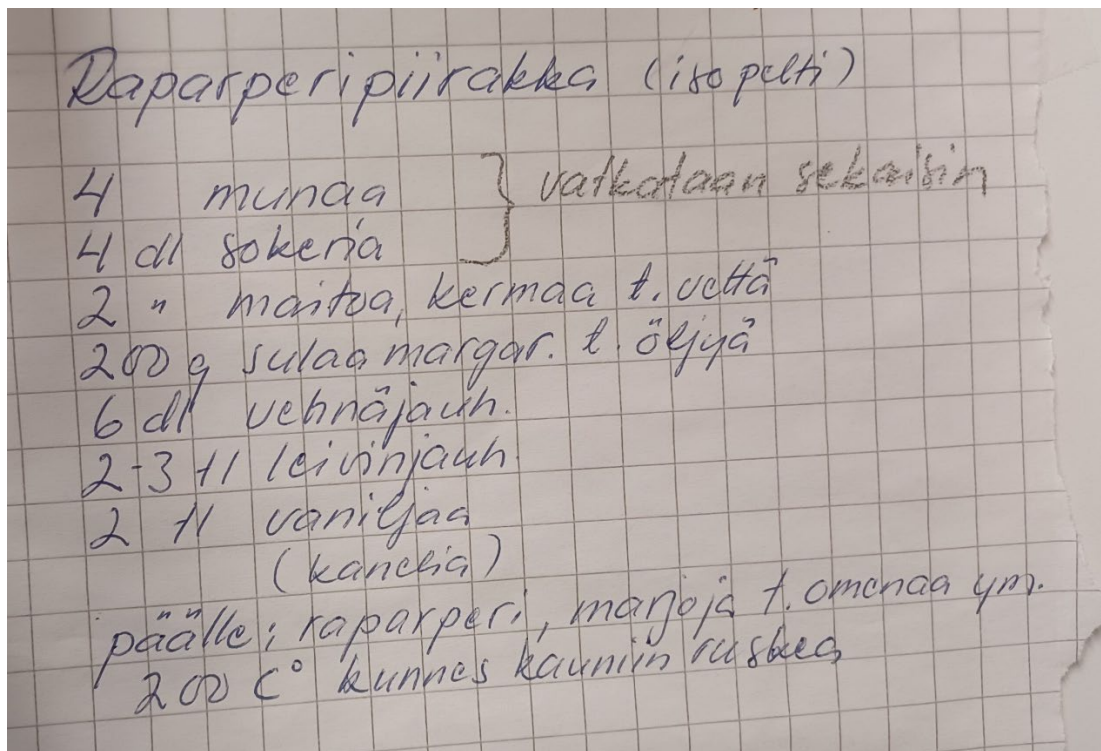 Raparperipiirakka (iso pelti)
4 munaa } vatkataan sekaisin
4 dl sokeria
2 " maitoa, kermaa t. vettä
200 g sulaa margar. t. öljyä
6 dl vehnäjauh.
2-3 tl leivinjauh.
2 tl vaniljaa
(kanelia)
päälle; raparperi, marjoja t. omenaa ym.
200 C° kunnes kauniin ruskea